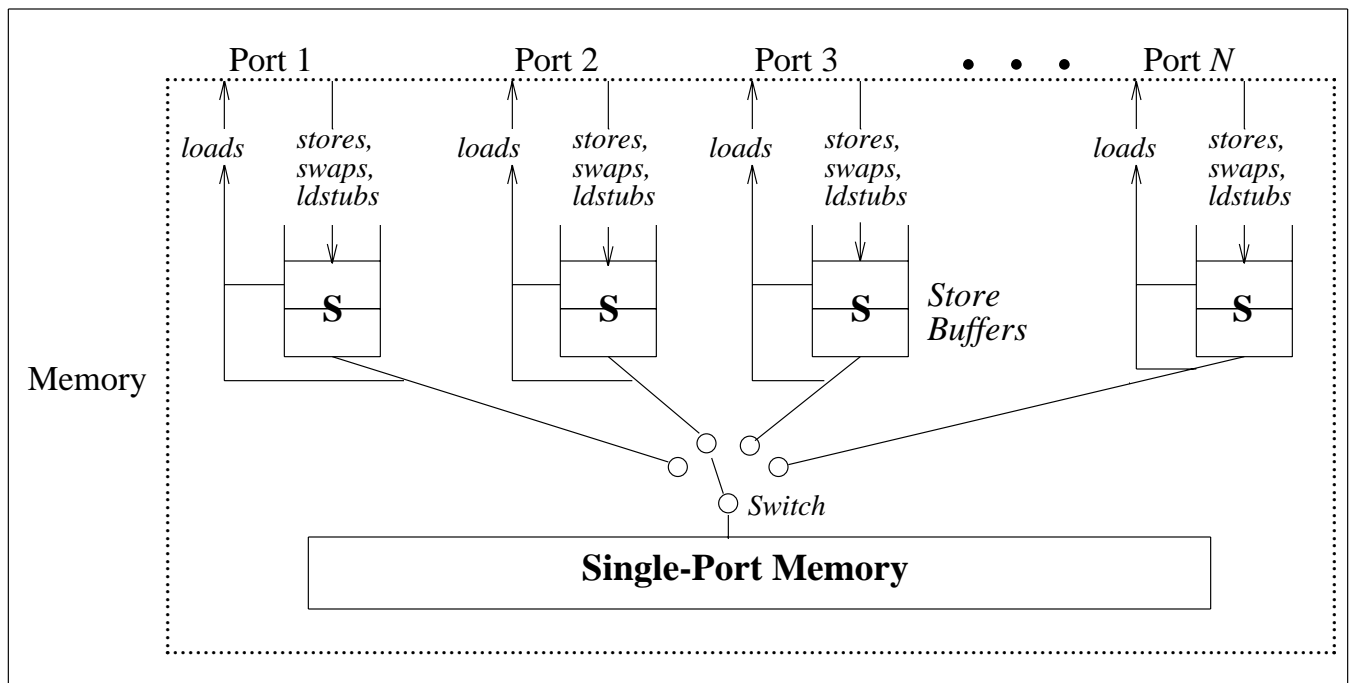 Port 1
Port 2
Port 3
• • •
Port N
loads
stores,
swaps,
ldstubs
loads
stores,
swaps,
ldstubs
loads
stores,
swaps,
ldstubs
loads
stores,
swaps,
ldstubs
S
S
S
S
Store
Buffers
Memory
Switch
Single-Port Memory